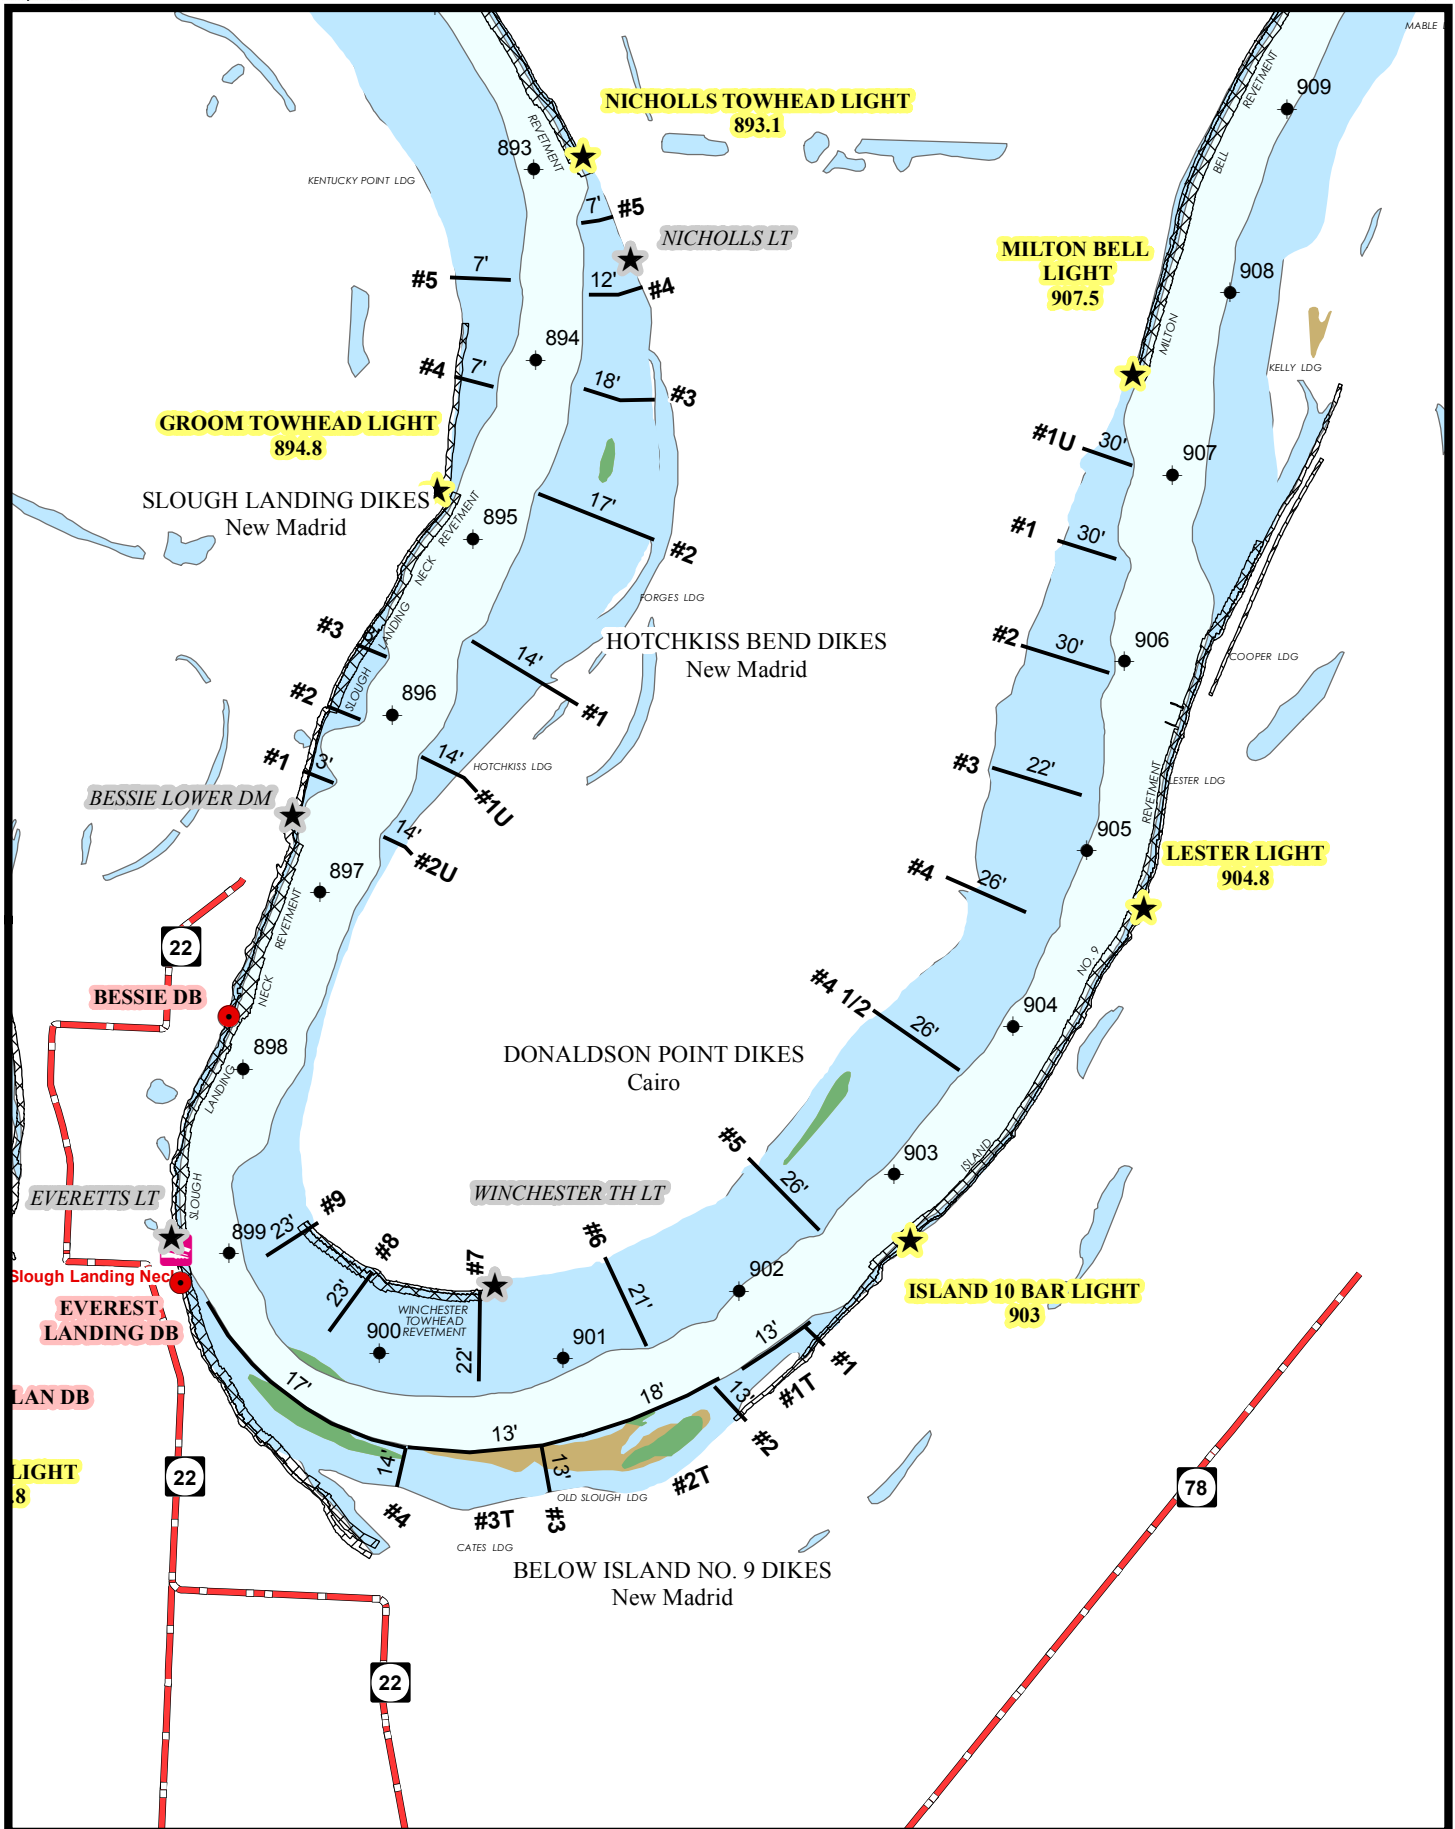 MABLE
909
NICHOLLS TOWHEAD LIGHT
893.1
REVETMENT
BELL
MILTON
893
REVETMENT
KENTUCKY POINT LDG
7'
#5
NICHOLLS LT
MILTON BELL
LIGHT
907.5
908
#5
7'
12'
#4
894
KELLY LDG
#4
7'
18'
#3
GROOM TOWHEAD LIGHT
894.8
#1U
30'
907
SLOUGH LANDING DIKES
New Madrid
895
17'
#2
#1
30'
REVETMENT
NECK
LANDING
SLOUGH
FORGES LDG
#3
HOTCHKISS BEND DIKES
New Madrid
#2
30'
906
COOPER LDG
14'
#1
#2
896
#1
3'
14'
HOTCHKISS LDG
#1U
#3
22'
LESTER LDG
REVETMENT
BESSIE LOWER DM
14'
#2U
905
LESTER LIGHT
904.8
897
#4
26'
REVETMENT
NECK
LANDING
SLOUGH
22
NO. 9
ISLAND
BESSIE DB
#4 1/2
26'
904
898
DONALDSON POINT DIKES
Cairo
#5
26'
903
EVERETTS LT
WINCHESTER TH LT
#9
23'
899
#8
23'
#7
22'
#6
21'
902
Slough Landing Neck
EVEREST
LANDING DB
WINCHESTER
TOWHEAD
REVETMENT
900
901
ISLAND 10 BAR LIGHT
903
13'
#1
17'
18'
13'
#1T
#2
LAN DB
13'
14'
13'
#2T
OLD SLOUGH LDG
#4
#3T
#3
CATES LDG
LIGHT
.8
22
78
BELOW ISLAND NO. 9 DIKES
New Madrid
22